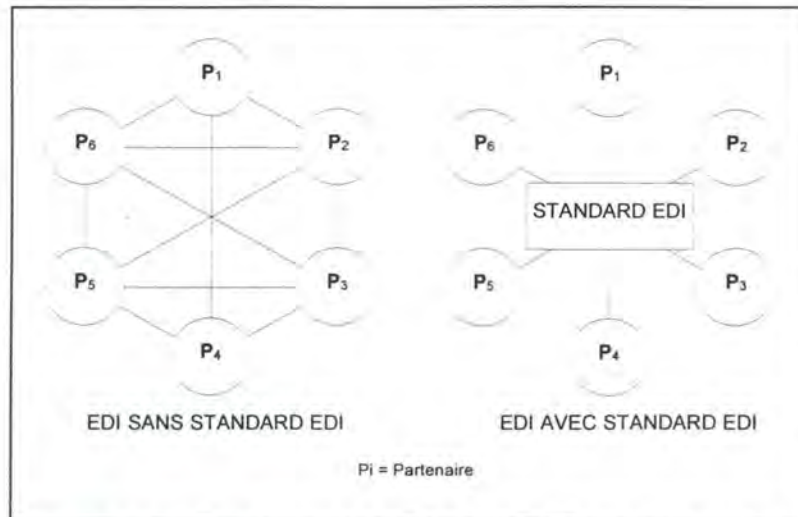 P1
P6
P2
P5
P3
P4
EDI SANS STANDARD EDI
P1
P6
P2
STANDARD EDI
P5
P3
P4
EDI AVEC STANDARD EDI
Pi = Partenaire